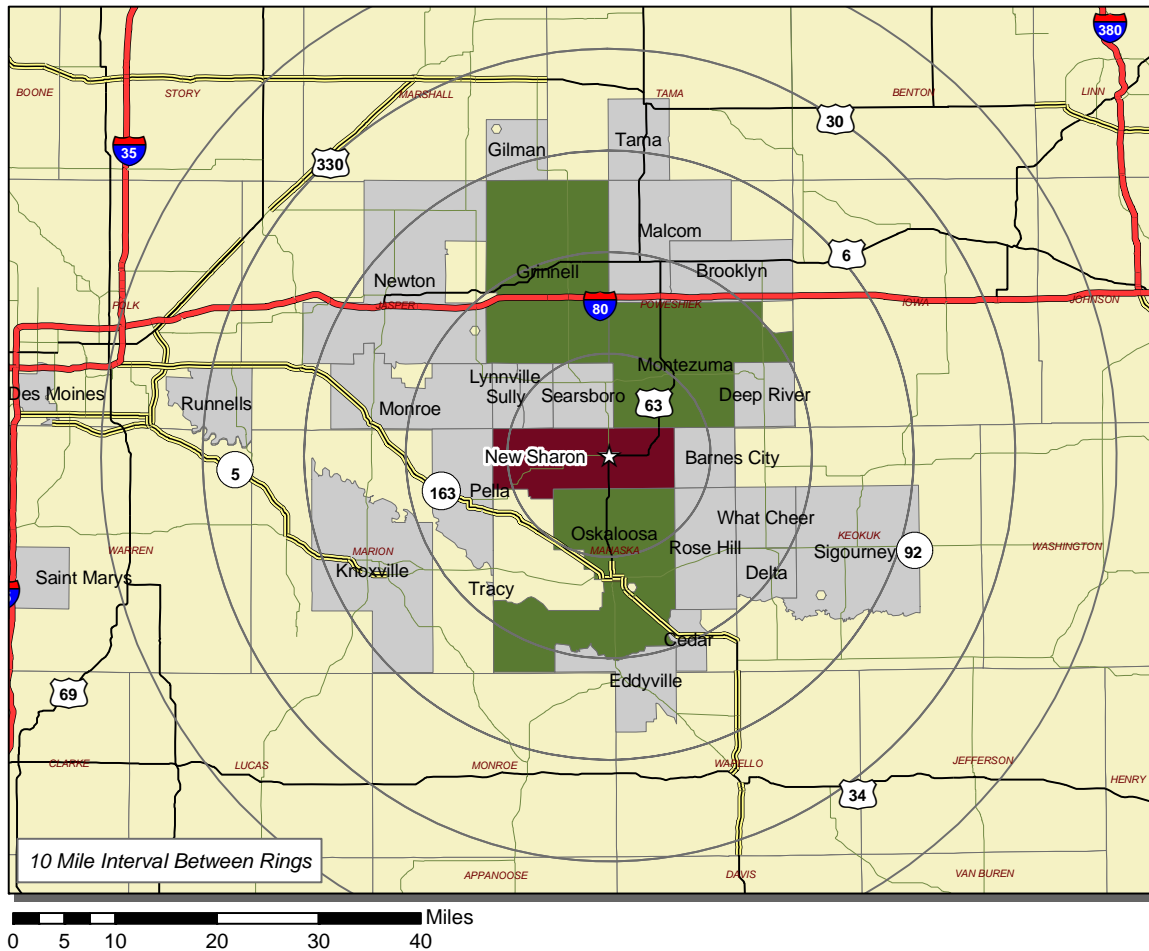 380
BOONE
STORY
MARSHALL
TAMA
BENTON
LINN
30
35
330
Gilman
Tama
Malcom
6
Newton
Grinnell
Brooklyn
POLK
JASPER
80
POWESHIEK
IOWA
JOHNSON
Des Moines
Runnells
Monroe
Lynnville
Sully
Searsboro
Montezuma
63
Deep River
New Sharon
Barnes City
5
163
Pella
What Cheer
Oskaloosa
KEOKUK
WARREN
MARION
MAHASKA
Rose Hill
Sigourney
92
WASHINGTON
Saint Marys
Knoxville
Tracy
Delta
Cedar
69
Eddyville
CLARKE
LUCAS
MONROE
WAPELLO
JEFFERSON
HENRY
34
10 Mile Interval Between Rings
APPANOOSE
DAVIS
VAN BUREN
Miles
0 5 10 20 30 40